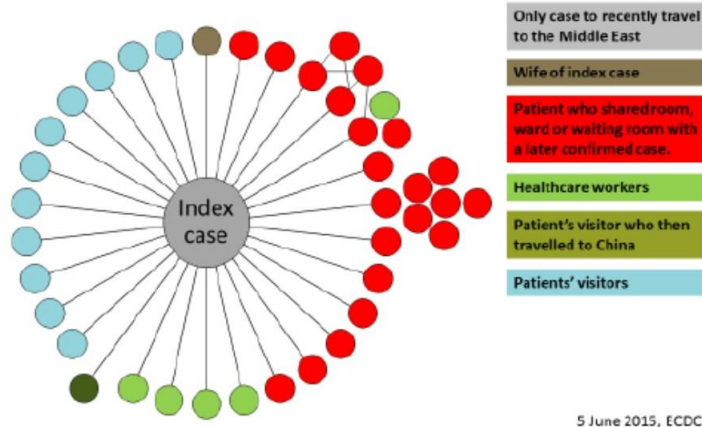 Index
case
Only case to recently travel
to the Middle East
Wife of index case
Patient who shared room,
ward or waiting room with
a later confirmed case.
Healthcare workers
Patient's visitor who then
travelled to China
Patients' visitors
5 June 2015, ECDC